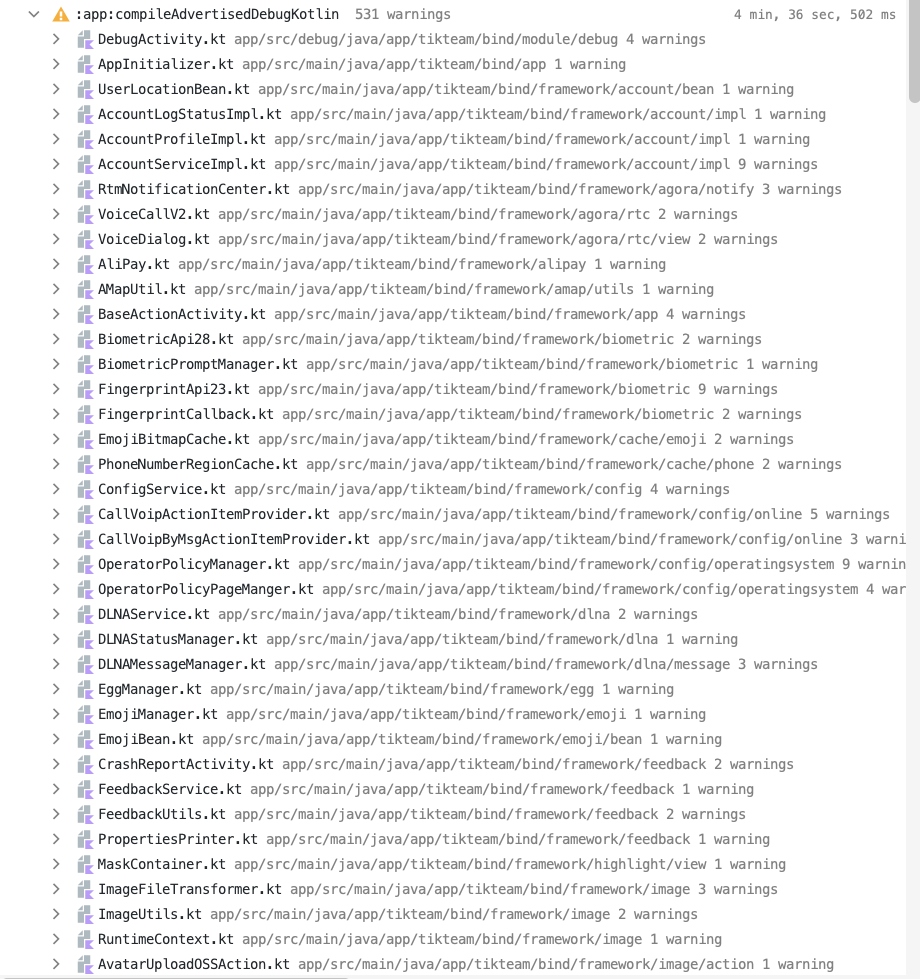 :app:compileAdvertisedDebugKotlin 531 warnings 4 min, 36 sec, 502 ms
DebugActivity.kt app/src/debug/java/app/tikteam/bind/module/debug 4 warnings
AppInitializer.kt app/src/main/java/app/tikteam/bind/app 1 warning
UserLocationBean.kt app/src/main/java/app/tikteam/bind/framework/account/bean 1 warning
AccountLogStatusImpl.kt app/src/main/java/app/tikteam/bind/framework/account/impl 1 warning
AccountProfileImpl.kt app/src/main/java/app/tikteam/bind/framework/account/impl 1 warning
AccountServiceImpl.kt app/src/main/java/app/tikteam/bind/framework/account/impl 9 warnings
RtmNotificationCenter.kt app/src/main/java/app/tikteam/bind/framework/agora/notify 3 warnings
VoiceCallV2.kt app/src/main/java/app/tikteam/bind/framework/agora/rtc 2 warnings
VoiceDialog.kt app/src/main/java/app/tikteam/bind/framework/agora/rtc/view 2 warnings
AliPay.kt app/src/main/java/app/tikteam/bind/framework/alipay 1 warning
AMapUtil.kt app/src/main/java/app/tikteam/bind/framework/amap/utils 1 warning
BaseActionActivity.kt app/src/main/java/app/tikteam/bind/framework/app 4 warnings
BiometricApi28.kt app/src/main/java/app/tikteam/bind/framework/biometric 2 warnings
BiometricPromptManager.kt app/src/main/java/app/tikteam/bind/framework/biometric 1 warning
FingerprintApi23.kt app/src/main/java/app/tikteam/bind/framework/biometric 9 warnings
FingerprintCallback.kt app/src/main/java/app/tikteam/bind/framework/biometric 2 warnings
EmojiBitmapCache.kt app/src/main/java/app/tikteam/bind/framework/cache/emoji 2 warnings
PhoneNumberRegionCache.kt app/src/main/java/app/tikteam/bind/framework/cache/phone 2 warnings
ConfigService.kt app/src/main/java/app/tikteam/bind/framework/config 4 warnings
CallVoipActionItemProvider.kt app/src/main/java/app/tikteam/bind/framework/config/online 5 warnings
CallVoipByMsgActionItemProvider.kt app/src/main/java/app/tikteam/bind/framework/config/online 3 warni
OperatorPolicyManager.kt app/src/main/java/app/tikteam/bind/framework/config/operatingsystem 9 warnin
OperatorPolicyPageManger.kt app/src/main/java/app/tikteam/bind/framework/config/operatingsystem 4 war
DLNAService.kt app/src/main/java/app/tikteam/bind/framework/dlna 2 warnings
DLNAStatusManager.kt app/src/main/java/app/tikteam/bind/framework/dlna 1 warning
DLNAMessageManager.kt app/src/main/java/app/tikteam/bind/framework/dlna/message 3 warnings
EggManager.kt app/src/main/java/app/tikteam/bind/framework/egg 1 warning
EmojiManager.kt app/src/main/java/app/tikteam/bind/framework/emoji 1 warning
EmojiBean.kt app/src/main/java/app/tikteam/bind/framework/emoji/bean 1 warning
CrashReportActivity.kt app/src/main/java/app/tikteam/bind/framework/feedback 2 warnings
FeedbackService.kt app/src/main/java/app/tikteam/bind/framework/feedback 1 warning
FeedbackUtils.kt app/src/main/java/app/tikteam/bind/framework/feedback 2 warnings
PropertiesPrinter.kt app/src/main/java/app/tikteam/bind/framework/feedback 1 warning
MaskContainer.kt app/src/main/java/app/tikteam/bind/framework/highlight/view 1 warning
ImageFileTransformer.kt app/src/main/java/app/tikteam/bind/framework/image 3 warnings
ImageUtils.kt app/src/main/java/app/tikteam/bind/framework/image 2 warnings
RuntimeContext.kt app/src/main/java/app/tikteam/bind/framework/image 1 warning
AvatarUploadOSSAction.kt app/src/main/java/app/tikteam/bind/framework/image/action 1 warning